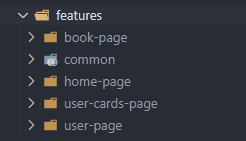 features
book-page
common
home-page
user-cards-page
user-page